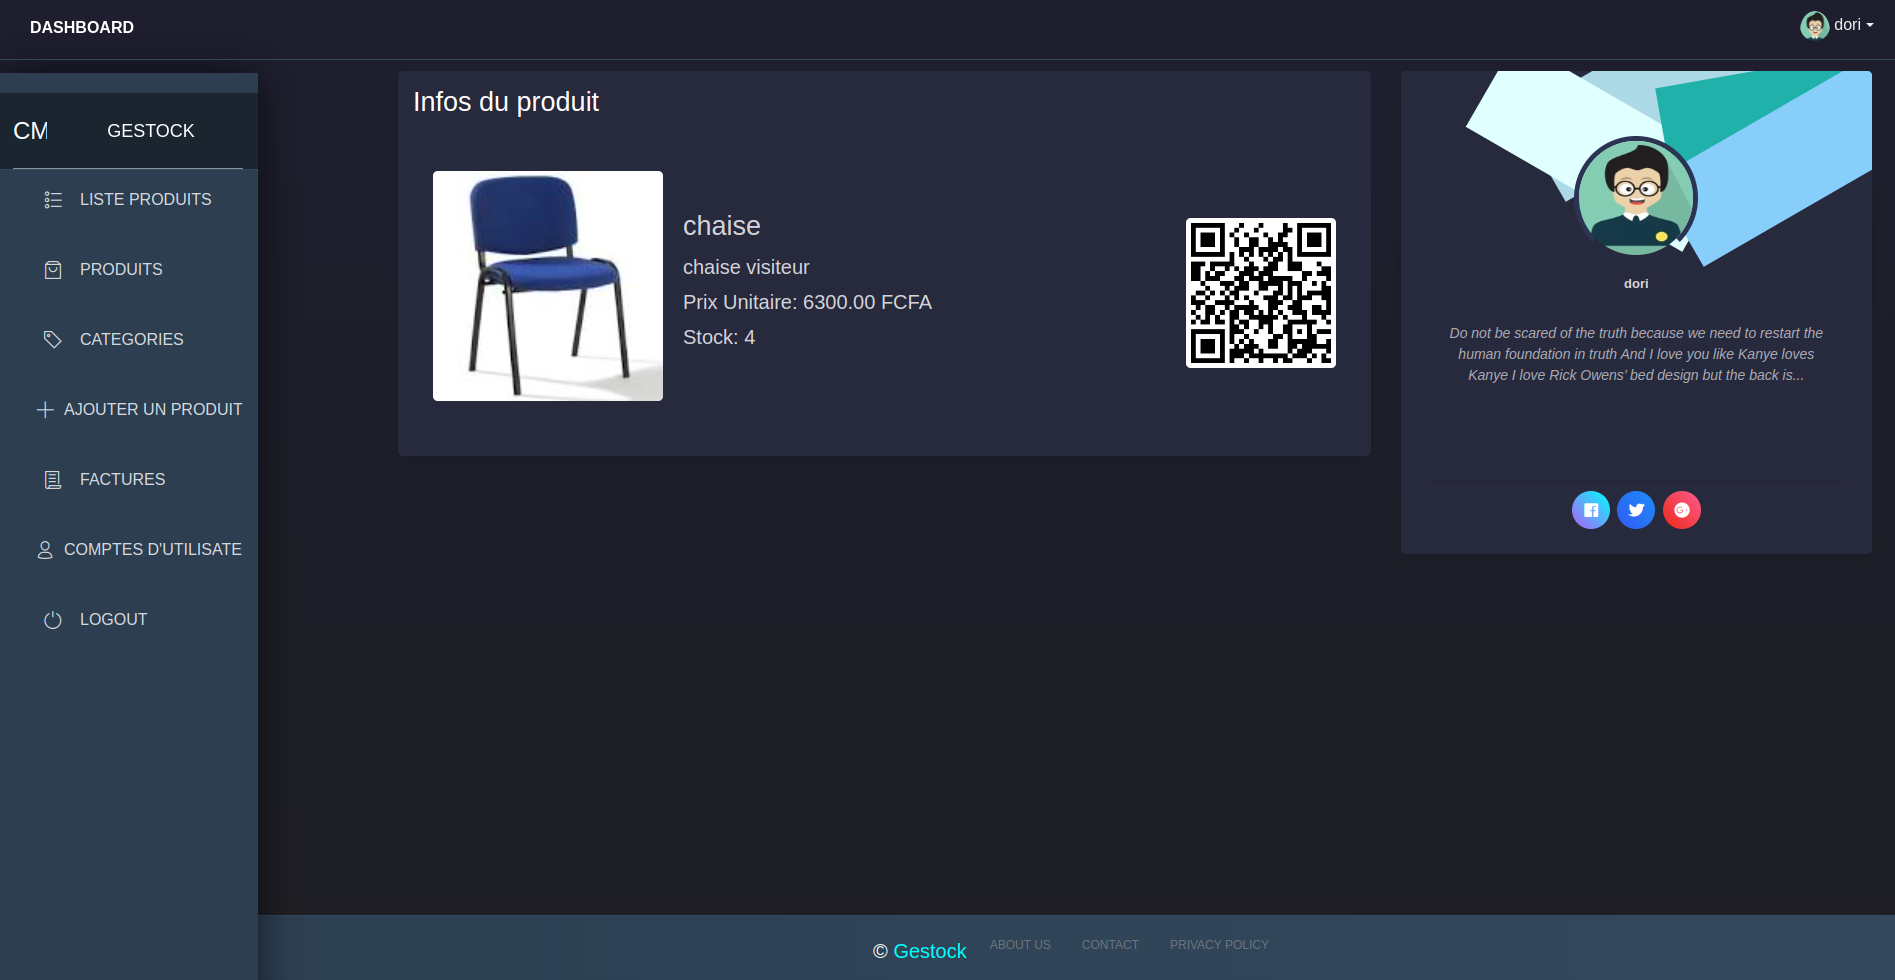 DASHBOARD
dori
CM
GESTOCK
LISTE PRODUITS
PRODUITS
CATEGORIES
AJOUTER UN PRODUIT
FACTURES
COMPTES D'UTILISATE
LOGOUT
Infos du produit
chaise
chaise visiteur
Prix Unitaire: 6300.00 FCFA
Stock: 4
dori
Do not be scared of the truth because we need to restart the
human foundation in truth And I love you like Kanye loves
Kanye I love Rick Owens’ bed design but the back is...
© Gestock
ABOUT US
CONTACT
PRIVACY POLICY